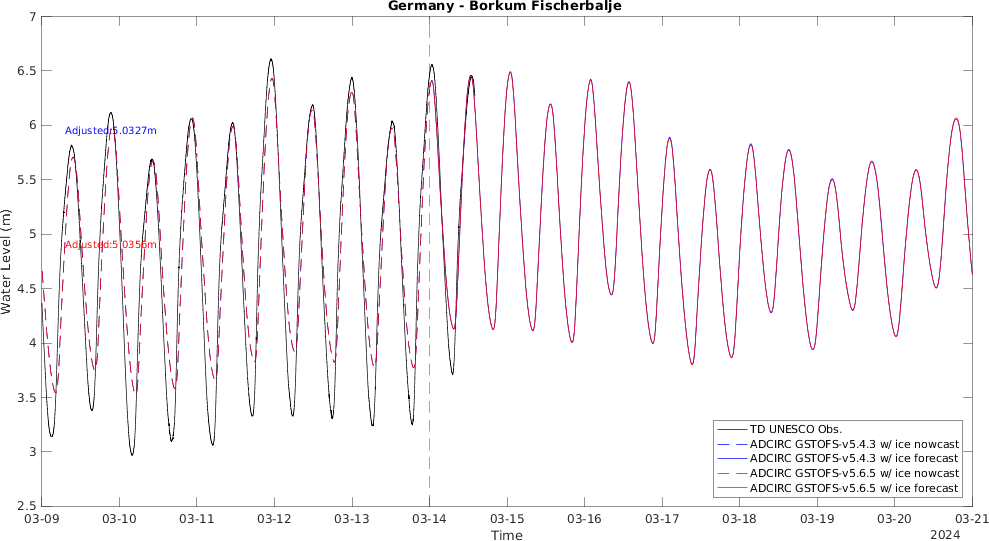 Germany - Borkum Fischerbalje
7
6.5
6
5.5
5
4.5
4
3.5
3
2.5
Water Level (m)
Adjusted:5.0327m
Adjusted:5.0356m
TD UNESCO Obs.
ADCIRC GSTOFS-v5.4.3 w/ ice nowcast
ADCIRC GSTOFS-v5.4.3 w/ ice forecast
ADCIRC GSTOFS-v5.6.5 w/ ice nowcast
ADCIRC GSTOFS-v5.6.5 w/ ice forecast
03-09 03-10 03-11 03-12 03-13 03-14 03-15 03-16 03-17 03-18 03-19 03-20 03-21
Time
2024